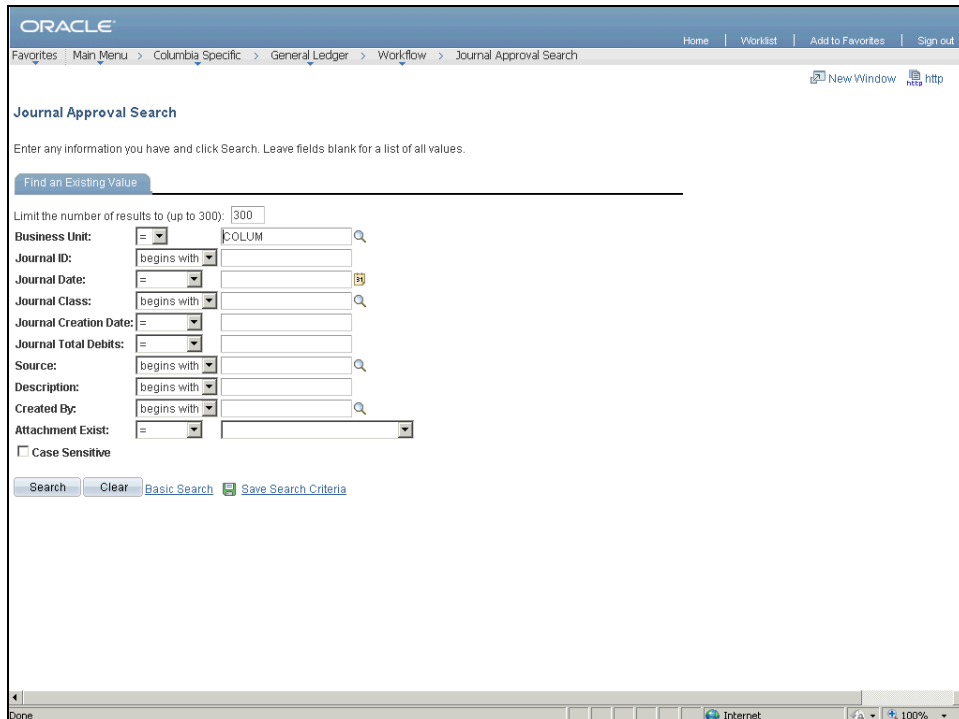 ORACLE
Home | Worklist | Add to Favorites | Sign out
Favorites Main Menu > Columbia Specific > General Ledger > Workflow > Journal Approval Search
New Window http
Journal Approval Search
Enter any information you have and click Search. Leave fields blank for a list of all values.
Find an Existing Value
Limit the number of results to (up to 300): 300
Business Unit: = COLUM
Journal ID: begins with
Journal Date: = 31
Journal Class: begins with
Journal Creation Date: =
Journal Total Debits: =
Source: begins with
Description: begins with
Created By: begins with
Attachment Exist: =
Case Sensitive
Search Clear Basic Search Save Search Criteria
Done Internet 100%